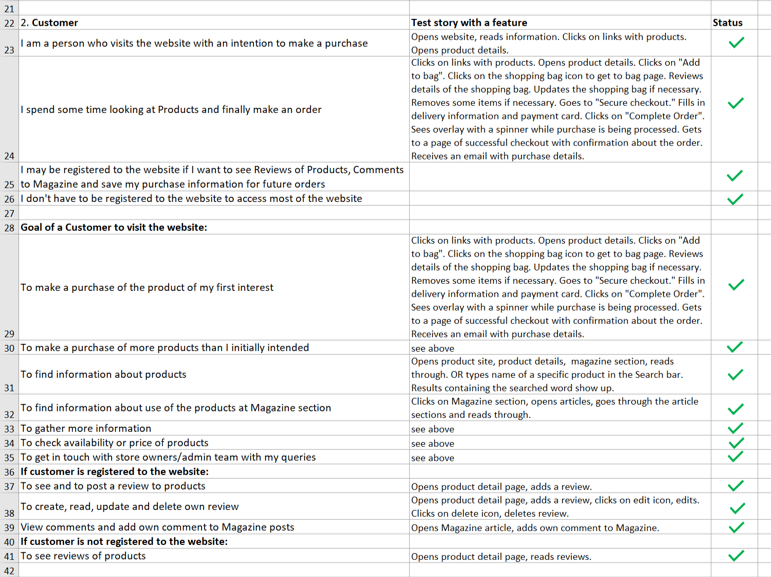 21
22 2. Customer Test story with a feature Status
I am a person who visits the website with an intention to make a purchase
Opens website, reads information. Clicks on links with products.
23 Opens product details.
Clicks on links with products. Opens product details. Clicks on "Add
to bag". Clicks on the shopping bag icon to get to bag page. Reviews
details of the shopping bag. Updates the shopping bag if necessary.
I spend some time looking at Products and finally make an order
Removes some items if necessary. Goes to "Secure checkout." Fills in
delivery information and payment card. Clicks on "Complete Order".
Sees overlay with a spinner while purchase is being processed. Gets
to a page of successful checkout with confirmation about the order.
24 Receives an email with purchase details.
I may be registered to the website if I want to see Reviews of Products, Comments
25 to Magazine and save my purchase information for future orders
26 I don't have to be registered to the website to access most of the website
27
28 Goal of a Customer to visit the website:
Clicks on links with products. Opens product details. Clicks on "Add
to bag". Clicks on the shopping bag icon to get to bag page. Reviews
details of the shopping bag. Updates the shopping bag if necessary.
To make a purchase of the product of my first interest
Removes some items if necessary. Goes to "Secure checkout." Fills in
delivery information and payment card. Clicks on "Complete Order".
Sees overlay with a spinner while purchase is being processed. Gets
to a page of successful checkout with confirmation about the order.
29 Receives an email with purchase details.
30 To make a purchase of more products than I initially intended see above
Opens product site, product details, magazine section, reads
To find information about products
through. OR types name of a specific product in the Search bar.
31 Results containing the searched word show up.
To find information about use of the products at Magazine section
Clicks on Magazine section, opens articles, goes through the article
32 sections and reads through.
33 To gather more information see above
34 To check availability or price of products see above
35 To get in touch with store owners/admin team with my queries see above
36 If customer is registered to the website:
37 To see and to post a review to products Opens product detail page, adds a review.
To create, read, update and delete own review
Opens product detail page, adds a review, clicks on edit icon, edits.
38 Clicks on delete icon, deletes review.
39 View comments and add own comment to Magazine posts Opens Magazine article, adds own comment to Magazine.
40 If customer is not registered to the website:
41 To see reviews of products Opens product detail page, reads reviews.
42